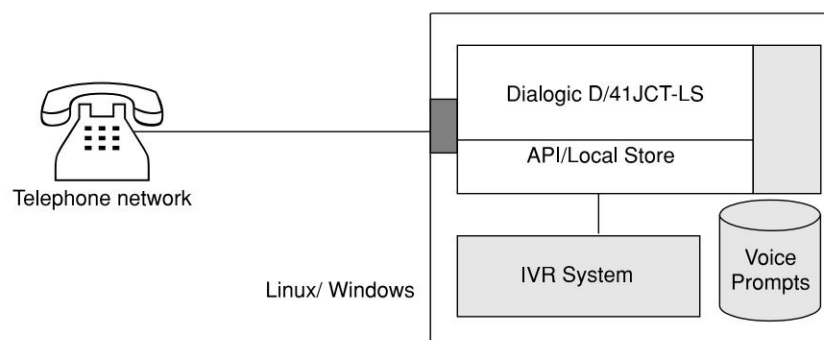 Dialogic D/41JCT-LS
API/Local Store
Telephone network
IVR System
Voice
Prompts
Linux/ Windows